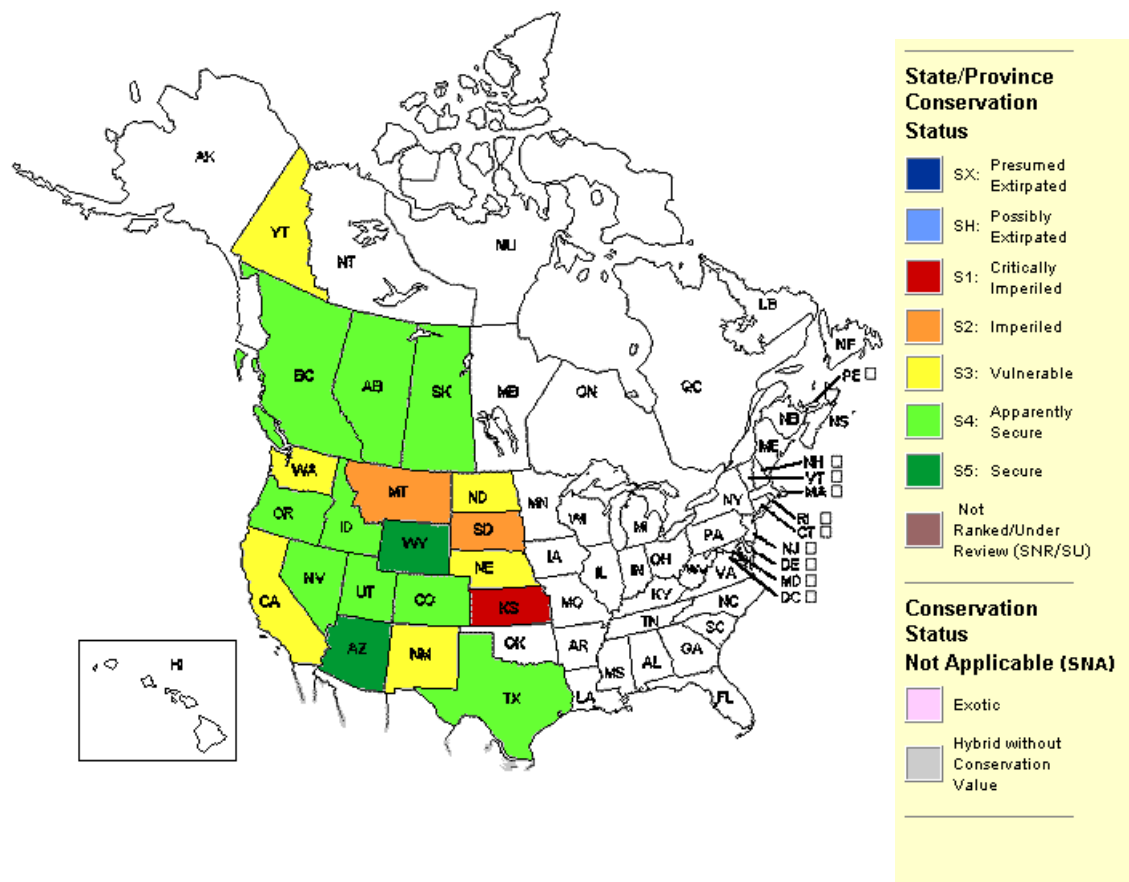 AK
YT
NT
NU
BC
AB
SK
MB
ON
QC
LB
NF
PE
NB
NS
ME
NH
VT
MA
RI
CT
NJ
DE
MD
DC
WA
MT
ND
MN
OR
ID
WY
SD
WI
MI
NY
CA
NV
UT
CO
NE
IA
IL
IN
OH
PA
WV
VA
KS
MO
KY
NC
AZ
NM
OK
AR
TN
SC
TX
LA
MS
AL
GA
FL
HI
State/Province
Conservation
Status
SX: Presumed
Extirpated
SH: Possibly
Extirpated
S1: Critically
Imperiled
S2: Imperiled
S3: Vulnerable
S4: Apparently
Secure
S5: Secure
Not
Ranked/Under
Review (SNR/SU)
Conservation
Status
Not Applicable (SNA)
Exotic
Hybrid without
Conservation
Value